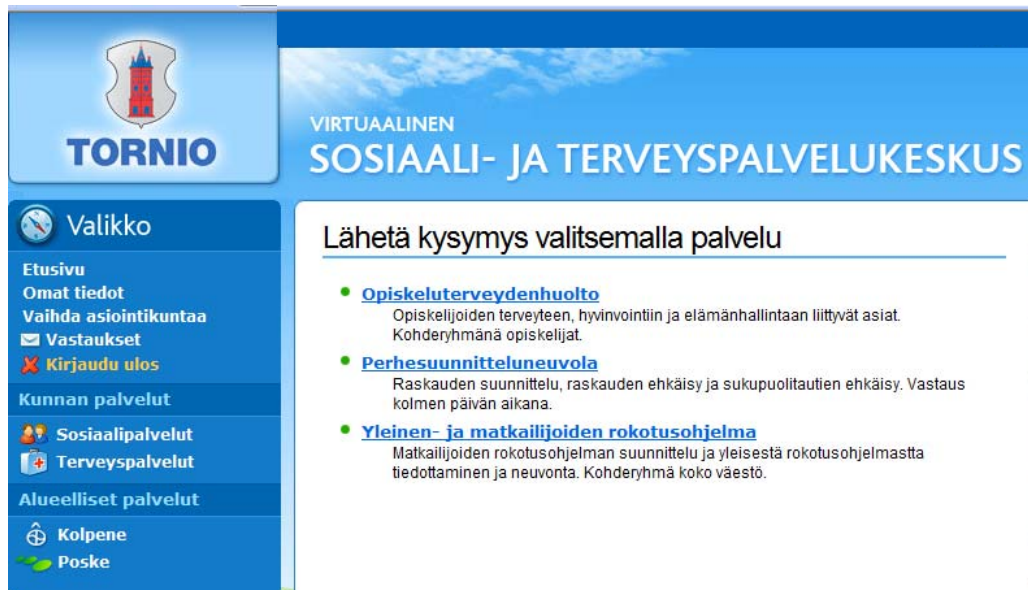 TORNIO
VIRTUAALINEN
SOSIAALI- JA TERVEYSPALVELUKESKUS
Valikko
Etusivu
Omat tiedot
Vaihda asiointikuntaa
Vastaukset
Kirjaudu ulos
Kunnan palvelut
Sosiaalipalvelut
Terveyspalvelut
Alueelliset palvelut
Kolpene
Poske
Lähetä kysymys valitsemalla palvelu
Opiskeluterveydenhuolto
Opiskelijoiden terveyteen, hyvinvointiin ja elämänhallintaan liittyvät asiat.
Kohderyhmänä opiskelijat.
Perhesuunnitteluneuvola
Raskauden suunnittelu, raskauden ehkäisy ja sukupuolitautien ehkäisy. Vastaus
kolmen päivän aikana.
Yleinen- ja matkailijoiden rokotusohjelma
Matkailijoiden rokotusohjelman suunnittelu ja yleisestä rokotusohjelmastta
tiedottaminen ja neuvonta. Kohderyhmä koko väestö.